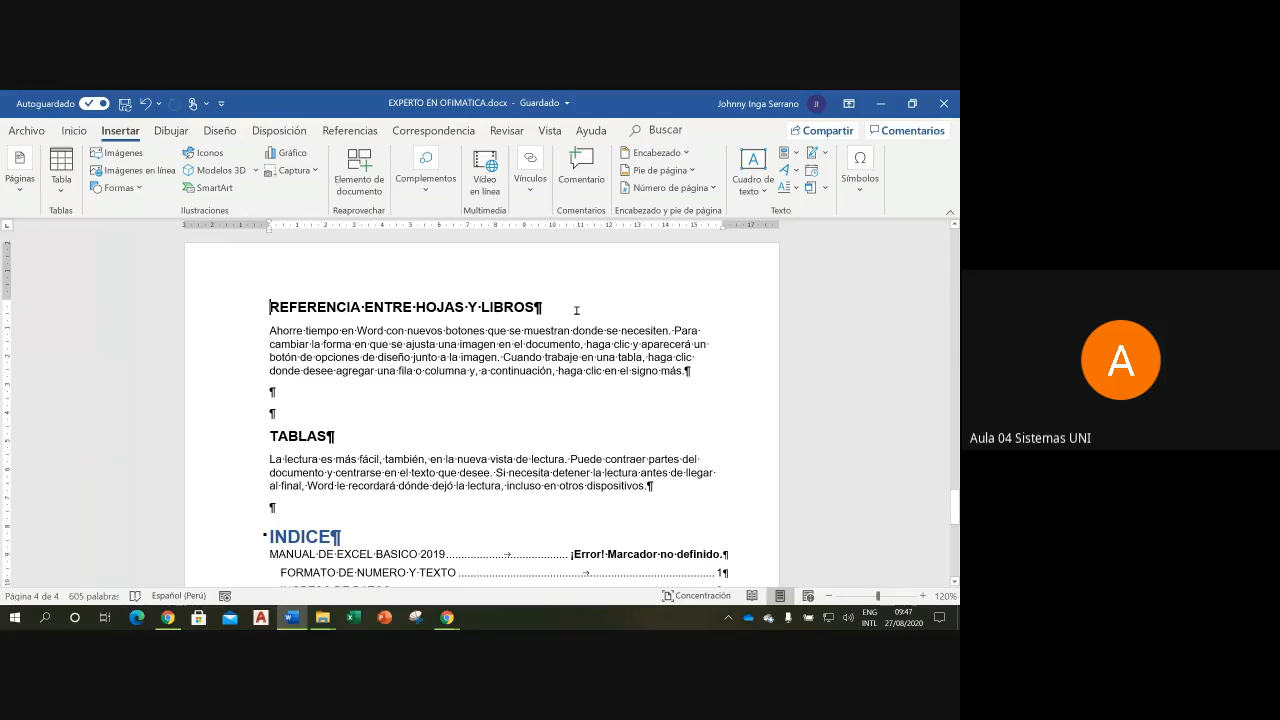 Autoguardado
EXPERTO EN OFIMATICA.docx - Guardado
Johnny Inga Serrano
JI
Archivo Inicio Insertar Dibujar Diseño Disposición Referencias Correspondencia Revisar Vista Ayuda Buscar
Compartir Comentarios
Páginas
Tabla
Tablas
Imágenes
Imágenes en línea
Formas
Iconos
Modelos 3D
SmartArt
Gráfico
Captura
Ilustraciones
Elemento de
documento
Reaprovechar
Complementos
Vídeo
en línea
Multimedia
Vínculos
Comentario
Comentarios
Encabezado
Pie de página
Número de página
Encabezado y pie de página
Cuadro de
texto
Texto
Símbolos
REFERENCIA·ENTRE·HOJAS·Y·LIBROS¶
Ahorre·tiempo·en·Word·con·nuevos·botones·que·se·muestran·donde·se·necesiten.·Para·
cambiar·la·forma·en·que·se·ajusta·una·imagen·en·el·documento,·haga·clic·y·aparecerá·un·
botón·de·opciones·de·diseño·junto·a·la·imagen.·Cuando·trabaje·en·una·tabla,·haga·clic·
donde·desee·agregar·una·fila·o·columna·y,·a·continuación,·haga·clic·en·el·signo·más.¶
¶
¶
TABLAS¶
La·lectura·es·más·fácil,·también,·en·la·nueva·vista·de·lectura.·Puede·contraer·partes·del·
documento·y·centrarse·en·el·texto·que·desee.·Si·necesita·detener·la·lectura·antes·de·llegar·
al·final,·Word·le·recordará·dónde·dejó·la·lectura,·incluso·en·otros·dispositivos.¶
¶
INDICE¶
MANUAL·DE·EXCEL·BASICO·2019....................→.................. ¡Error!·Marcador·no·definido.¶
FORMATO·DE·NUMERO·Y·TEXTO ..........................................→......................................... 1¶
Página 4 de 4 605 palabras Español (Perú) Concentración 120%
ENG
INTL
09:47
27/08/2020
A
Aula 04 Sistemas UNI